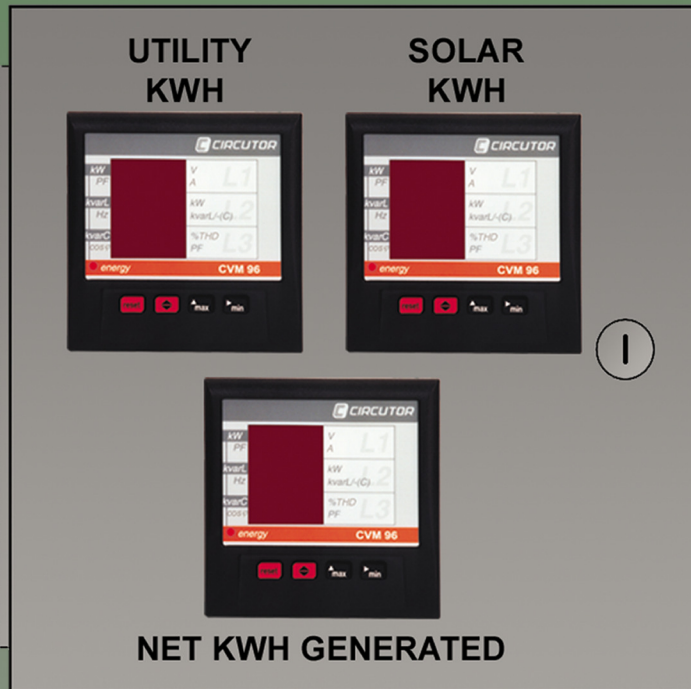 UTILITY
KWH
SOLAR
KWH
CIRCUTOR
kW
PF
kvarL
Hz
kvarC
cosφ
V
A
L1
kW
kvarL/-(C)
L2
%THD
PF
L3
energy
CVM 96
reset
max
min
CIRCUTOR
kW
PF
kvarL
Hz
kvarC
cosφ
V
A
L1
kW
kvarL/-(C)
L2
%THD
PF
L3
energy
CVM 96
reset
max
min
I
CIRCUTOR
kW
PF
kvarL
Hz
kvarC
cosφ
V
A
L1
kW
kvarL/-(C)
L2
%THD
PF
L3
energy
CVM 96
reset
max
min
NET KWH GENERATED